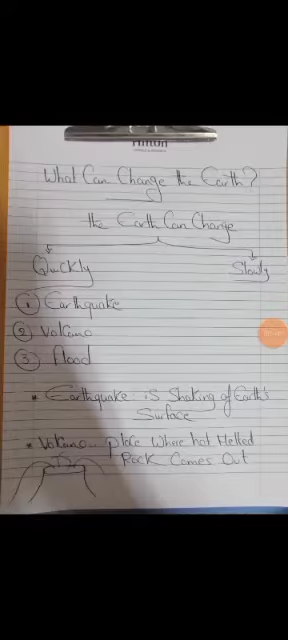 Hilton
What Can Change the Earth?
the Earth Can Change
Quickly Slowly
① Earthquake
② Volcano
③ Flood
* Earthquake: is Shaking of Earth's
Surface
* Volcano.. place where hot Melted
Rock Comes Out